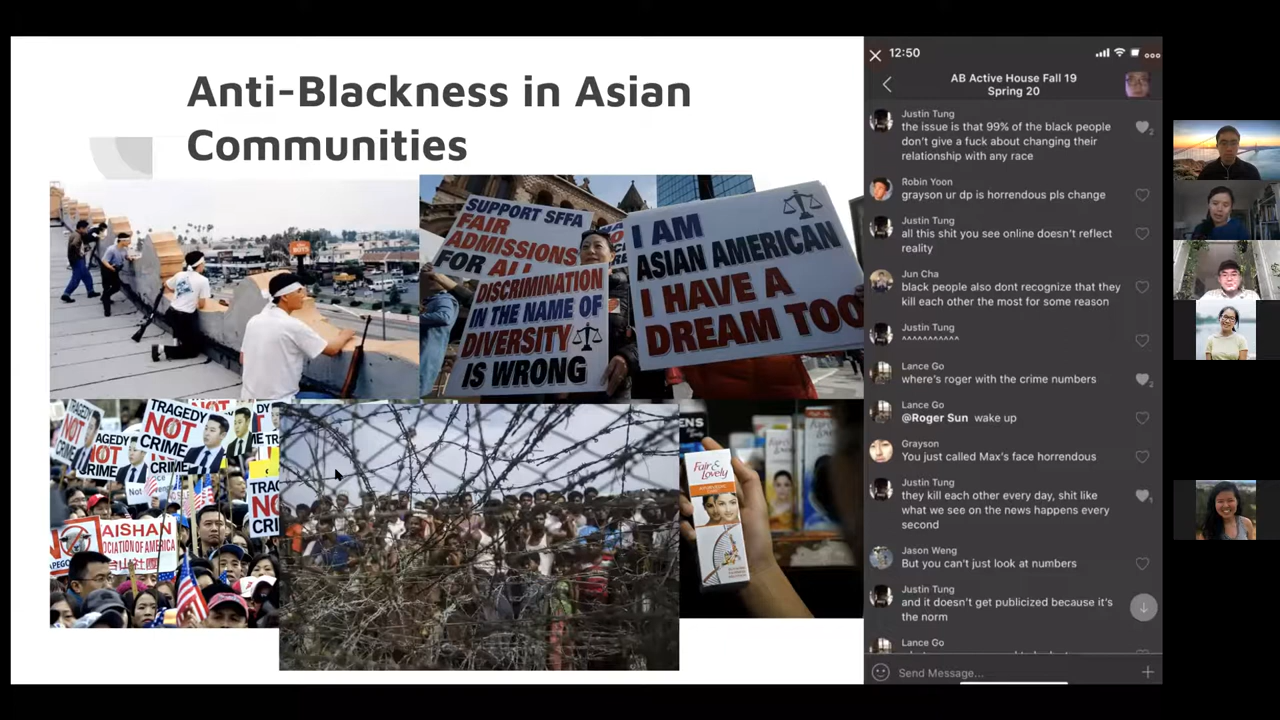 Anti-Blackness in Asian
Communities
SUPPORT SFFA
FAIR
ADMISSIONS
FOR ALL
DISCRIMINATION
IN THE NAME OF
DIVERSITY
IS WRONG
I AM
ASIAN AMERICAN
I HAVE A
DREAM TOO
TRAGEDY
NOT
CRIME
TRAGEDY
NOT
CRIME
AISHAN
OCIATION OF AMERICA
Fair &
Lovely
12:50
AB Active House Fall 19
Spring 20
Justin Tung
the issue is that 99% of the black people
don't give a fuck about changing their
relationship with any race
2
Robin Yoon
grayson ur dp is horrendous pls change
Justin Tung
all this shit you see online doesn't reflect
reality
Jun Cha
black people also dont recognize that they
kill each other the most for some reason
Justin Tung
^^^^^^^^^^^
Lance Go
where's roger with the crime numbers
2
Lance Go
@Roger Sun wake up
Grayson
You just called Max's face horrendous
Justin Tung
they kill each other every day, shit like
what we see on the news happens every
second
1
Jason Weng
But you can't just look at numbers
Justin Tung
and it doesn't get publicized because it's
the norm
Lance Go
Send Message...